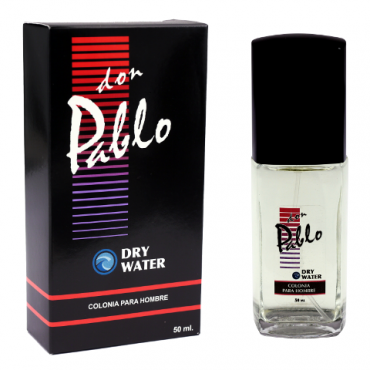 don
Pablo
DRY
WATER
COLONIA PARA HOMBRE
50 ml.
don
Pablo
DRY
WATER
COLONIA
PARA HOMBRE
50 ml